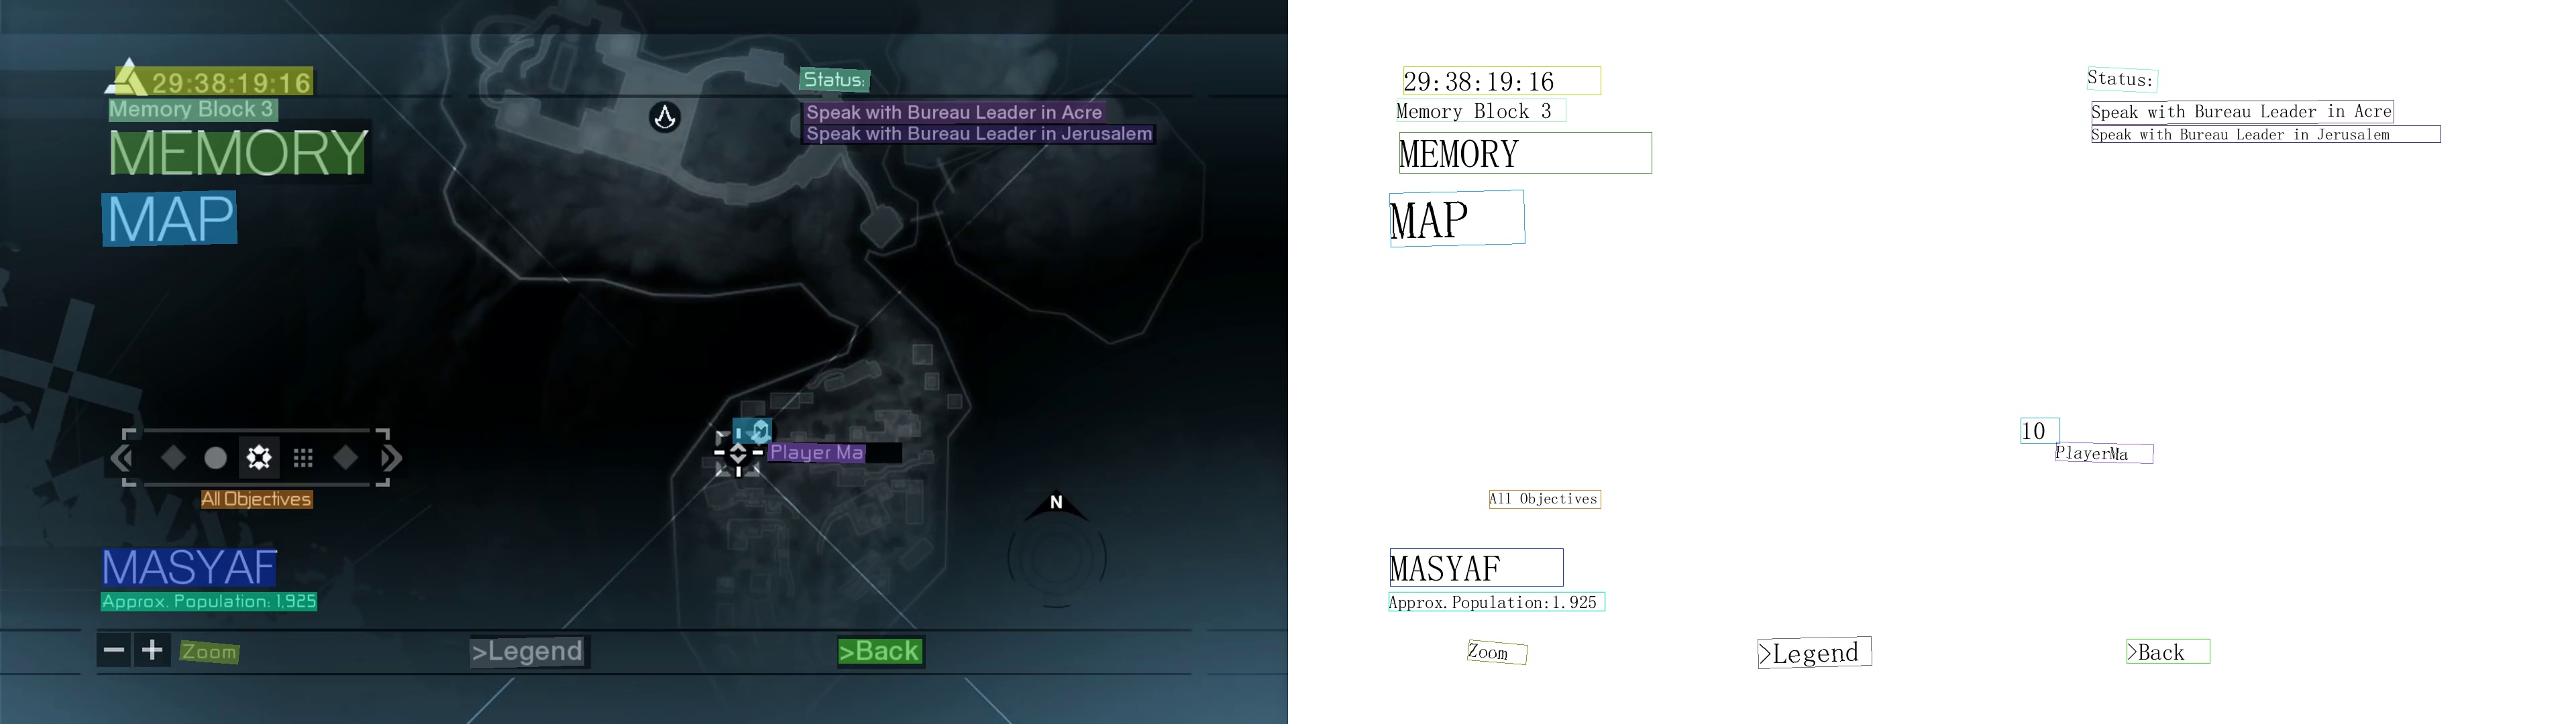 29:38:19:16
Status:
Memory Block 3
Speak with Bureau Leader in Acre
Speak with Bureau Leader in Jerusalem
MEMORY
MAP
Player Ma
All Objectives
N
MASYAF
Approx. Population: 1,925
Zoom
>Legend
>Back
29:38:19:16
Status:
Memory Block 3
Speak with Bureau Leader in Acre
Speak with Bureau Leader in Jerusalem
MEMORY
MAP
10
PlayerMa
All Objectives
MASYAF
Approx.Population:1.925
Zoom
>Legend
>Back